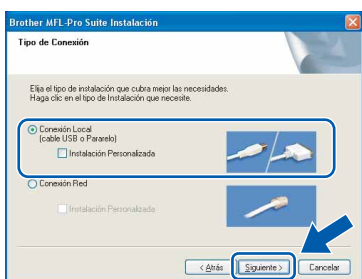 Brother MFL-Pro Suite Instalación
Tipo de Conexión
Elija el tipo de instalación que cubra mejor las necesidades.
Haga clic en el tipo de Instalación que necesite.
Conexión Local
(cable USB o Pararelo)
Instalación Personalizada
Conexión Red
Instalación Personalizada
< Atrás
Siguiente >
Cancelar